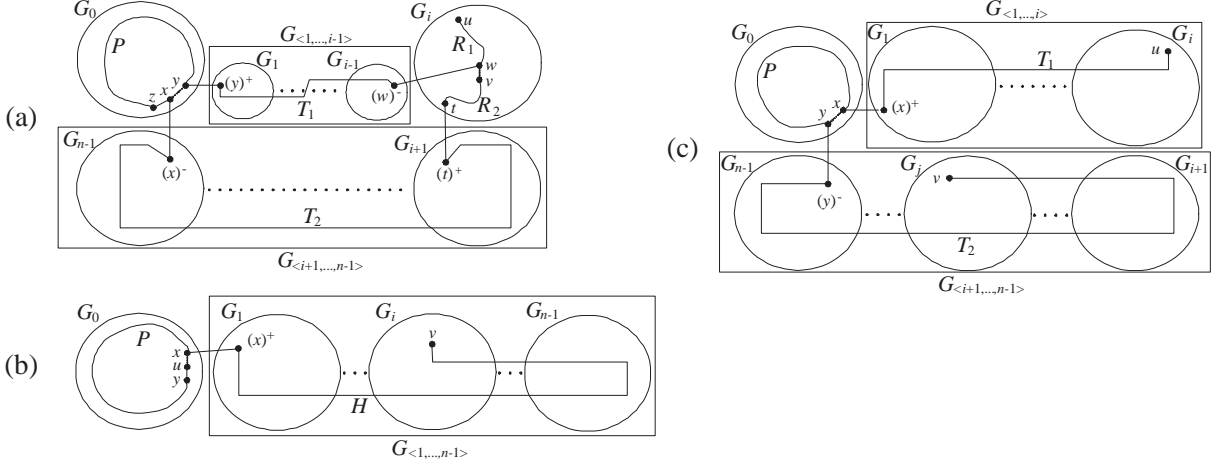 (a)
G0
P
z
x
y
G<1,...,i-1>
G1
Gi-1
(y)+
T1
(w)-
Gi
u
R1
w
v
R2
t
Gn-1
(x)-
Gi+1
(t)+
T2
G<i+1,...,n-1>
(b)
G0
P
x
u
y
G1
(x)+
Gi
v
Gn-1
H
G<1,...,n-1>
(c)
G0
P
x
y
G<1,...,i>
G1
(x)+
T1
Gi
u
Gn-1
(y)-
Gj
v
Gi+1
T2
G<i+1,...,n-1>